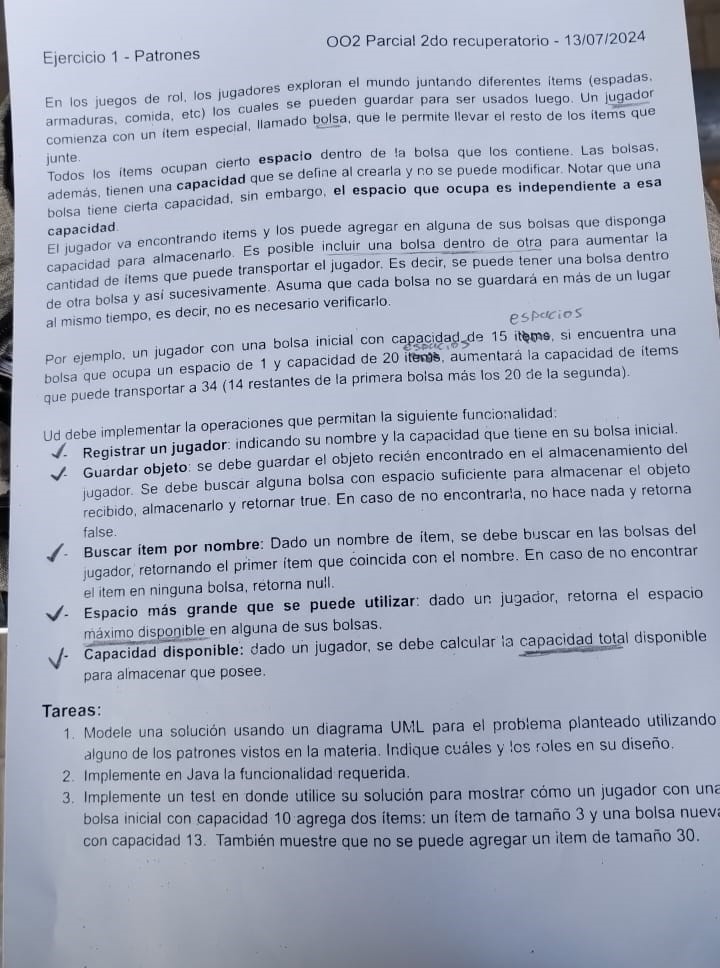 OO2 Parcial 2do recuperatorio - 13/07/2024
Ejercicio 1 - Patrones
En los juegos de rol, los jugadores exploran el mundo juntando diferentes ítems (espadas,
armaduras, comida, etc) los cuales se pueden guardar para ser usados luego. Un jugador
comienza con un ítem especial, llamado bolsa, que le permite llevar el resto de los ítems que
junte.
Todos los ítems ocupan cierto espacio dentro de la bolsa que los contiene. Las bolsas,
además, tienen una capacidad que se define al crearla y no se puede modificar. Notar que una
bolsa tiene cierta capacidad, sin embargo, el espacio que ocupa es independiente a esa
capacidad.
El jugador va encontrando ítems y los puede agregar en alguna de sus bolsas que disponga
capacidad para almacenarlo. Es posible incluir una bolsa dentro de otra para aumentar la
cantidad de ítems que puede transportar el jugador. Es decir, se puede tener una bolsa dentro
de otra bolsa y así sucesivamente. Asuma que cada bolsa no se guardará en más de un lugar
al mismo tiempo, es decir, no es necesario verificarlo.
espacios
Por ejemplo, un jugador con una bolsa inicial con capacidad de 15 ítems, si encuentra una
espacios
bolsa que ocupa un espacio de 1 y capacidad de 20 ítems, aumentará la capacidad de ítems
que puede transportar a 34 (14 restantes de la primera bolsa más los 20 de la segunda).
Ud debe implementar la operaciones que permitan la siguiente funcionalidad:
- Registrar un jugador: indicando su nombre y la capacidad que tiene en su bolsa inicial.
- Guardar objeto: se debe guardar el objeto recién encontrado en el almacenamiento del
jugador. Se debe buscar alguna bolsa con espacio suficiente para almacenar el objeto
recibido, almacenarlo y retornar true. En caso de no encontrarla, no hace nada y retorna
false.
- Buscar ítem por nombre: Dado un nombre de ítem, se debe buscar en las bolsas del
jugador, retornando el primer ítem que coincida con el nombre. En caso de no encontrar
el item en ninguna bolsa, retorna null.
- Espacio más grande que se puede utilizar: dado un jugador, retorna el espacio
máximo disponible en alguna de sus bolsas.
- Capacidad disponible: dado un jugador, se debe calcular la capacidad total disponible
para almacenar que posee.
Tareas:
1. Modele una solución usando un diagrama UML para el problema planteado utilizando
alguno de los patrones vistos en la materia. Indique cuáles y los roles en su diseño.
2. Implemente en Java la funcionalidad requerida.
3. Implemente un test en donde utilice su solución para mostrar cómo un jugador con una
bolsa inicial con capacidad 10 agrega dos ítems: un ítem de tamaño 3 y una bolsa nueva
con capacidad 13. También muestre que no se puede agregar un item de tamaño 30.